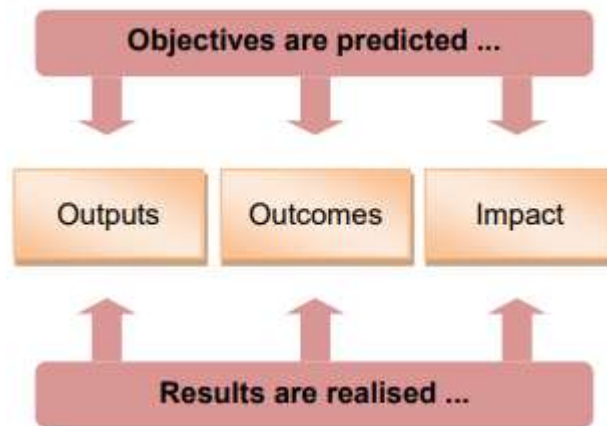 Objectives are predicted ...
Outputs
Outcomes
Impact
Results are realised ...